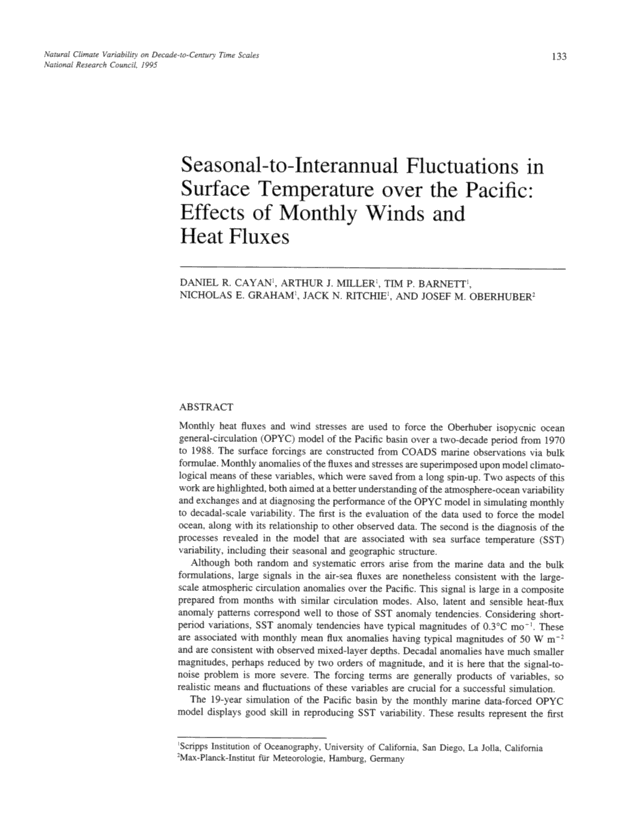 Natural Climate Variability on Decade-to-Century Time Scales
National Research Council, 1995
133
Seasonal-to-Interannual Fluctuations in
Surface Temperature over the Pacific:
Effects of Monthly Winds and
Heat Fluxes
DANIEL R. CAYAN¹, ARTHUR J. MILLER¹, TIM P. BARNETT¹,
NICHOLAS E. GRAHAM¹, JACK N. RITCHIE¹, AND JOSEF M. OBERHUBER²
ABSTRACT
Monthly heat fluxes and wind stresses are used to force the Oberhuber isopycnic ocean
general-circulation (OPYC) model of the Pacific basin over a two-decade period from 1970
to 1988. The surface forcings are constructed from COADS marine observations via bulk
formulae. Monthly anomalies of the fluxes and stresses are superimposed upon model climato-
logical means of these variables, which were saved from a long spin-up. Two aspects of this
work are highlighted, both aimed at a better understanding of the atmosphere-ocean variability
and exchanges and at diagnosing the performance of the OPYC model in simulating monthly
to decadal-scale variability. The first is the evaluation of the data used to force the model
ocean, along with its relationship to other observed data. The second is the diagnosis of the
processes revealed in the model that are associated with sea surface temperature (SST)
variability, including their seasonal and geographic structure.
Although both random and systematic errors arise from the marine data and the bulk
formulations, large signals in the air-sea fluxes are nonetheless consistent with the large-
scale atmospheric circulation anomalies over the Pacific. This signal is large in a composite
prepared from months with similar circulation modes. Also, latent and sensible heat-flux
anomaly patterns correspond well to those of SST anomaly tendencies. Considering short-
period variations, SST anomaly tendencies have typical magnitudes of 0.3°C mo⁻¹. These
are associated with monthly mean flux anomalies having typical magnitudes of 50 W m⁻²
and are consistent with observed mixed-layer depths. Decadal anomalies have much smaller
magnitudes, perhaps reduced by two orders of magnitude, and it is here that the signal-to-
noise problem is more severe. The forcing terms are generally products of variables, so
realistic means and fluctuations of these variables are crucial for a successful simulation.
The 19-year simulation of the Pacific basin by the monthly marine data-forced OPYC
model displays good skill in reproducing SST variability. These results represent the first
¹Scripps Institution of Oceanography, University of California, San Diego, La Jolla, California
²Max-Planck-Institut für Meteorologie, Hamburg, Germany